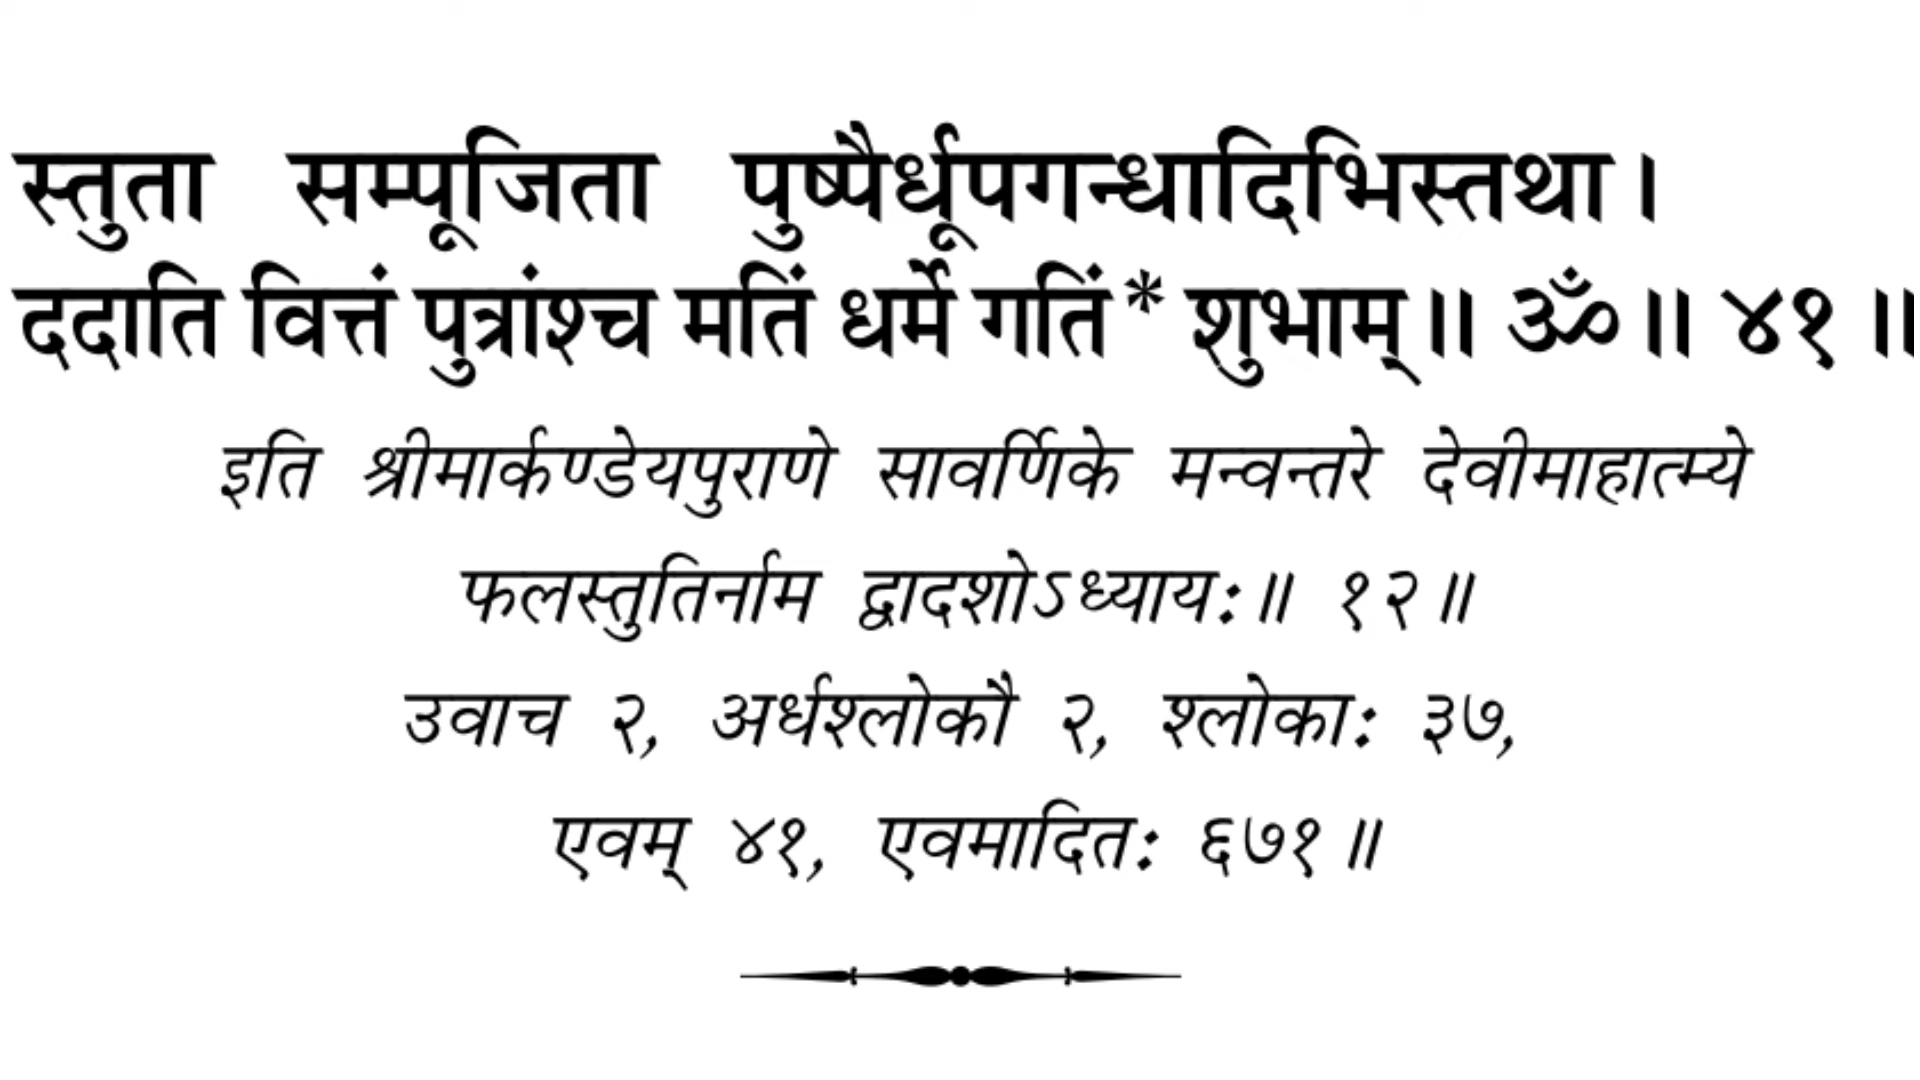 स्तुता सम्पूजिता पुष्पैर्धूपगन्धादिभिस्तथा।
ददाति वित्तं पुत्रांश्च मतिं धर्मे गतिं* शुभाम्॥ ॐ॥ ४१॥
इति श्रीमार्कण्डेयपुराणे सावर्णिके मन्वन्तरे देवीमाहात्म्ये
फलस्तुतिर्नाम द्वादशोऽध्यायः॥ १२॥
उवाच २, अर्धश्लोकौ २, श्लोकाः ३७,
एवम् ४१, एवमादितः ६७१॥